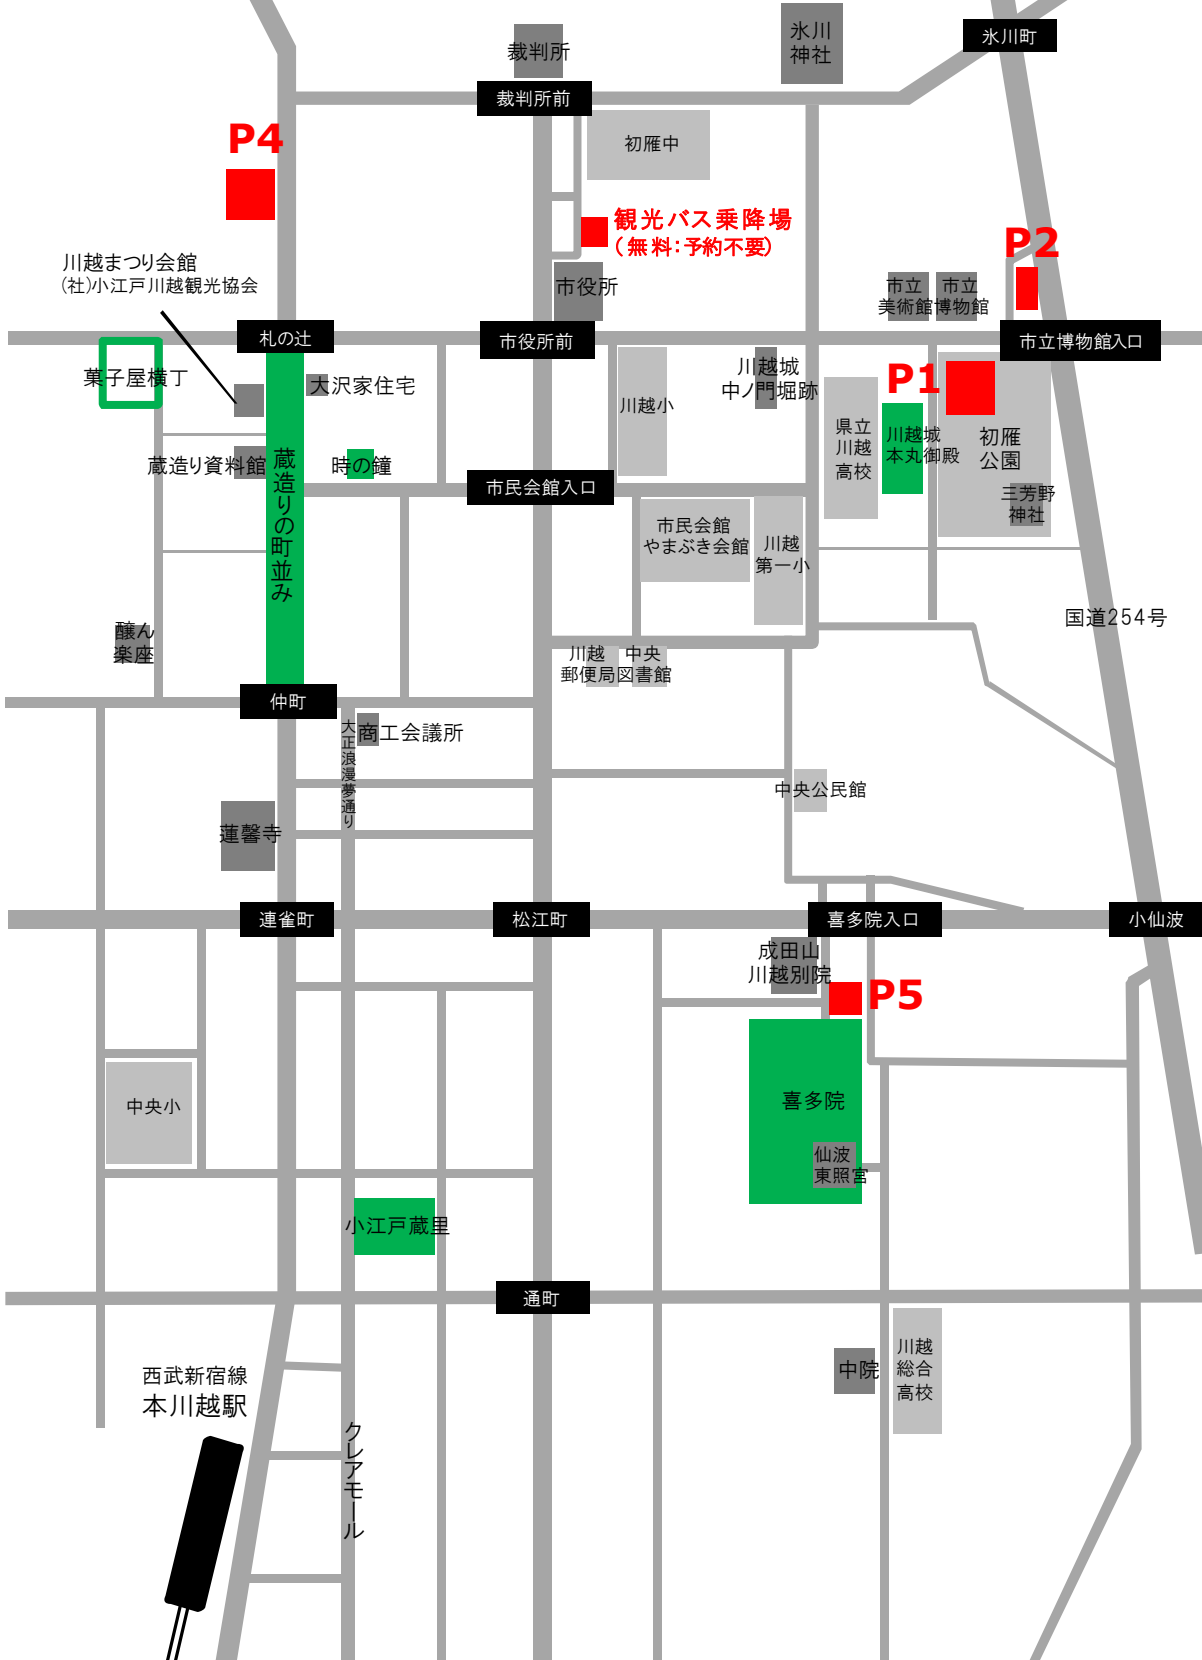 裁判所
氷川
神社
氷川町
裁判所前
P4
初雁中
観光バス乗降場
(無料:予約不要)
P2
川越まつり会館
(社)小江戸川越観光協会
市役所
市立
美術館
市立
博物館
札の辻
市役所前
市立博物館入口
菓子屋横丁
大沢家住宅
川越小
川越城
中ノ門堀跡
P1
県立
川越
高校
川越城
本丸御殿
初雁
公園
三芳野
神社
蔵造り資料館
蔵造りの町並み
時の鐘
市民会館入口
市民会館
やまぶき会館
川越
第一小
国道254号
醸ん
楽座
川越
郵便局
中央
図書館
仲町
大正浪漫夢通り
商工会議所
中央公民館
蓮馨寺
連雀町
松江町
喜多院入口
小仙波
成田山
川越別院
P5
中央小
喜多院
仙波
東照宮
小江戸蔵里
通町
西武新宿線
本川越駅
中院
川越
総合
高校
クレアモール